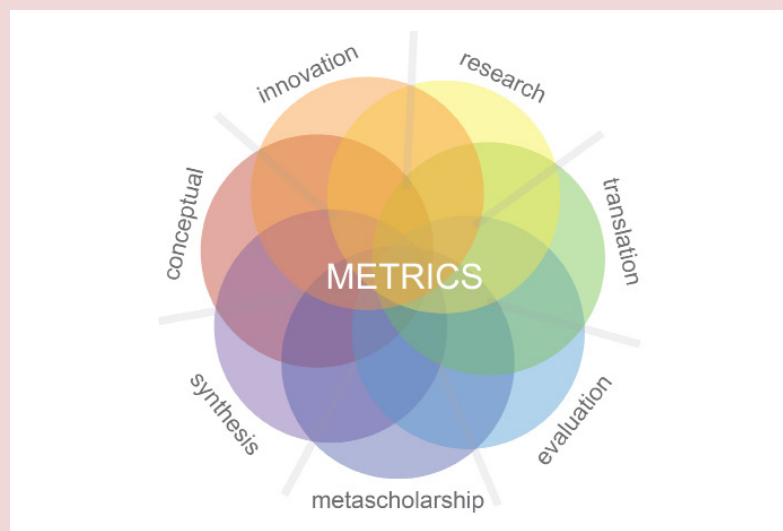 innovation
research
conceptual
translation
METRICS
synthesis
evaluation
metascholarship